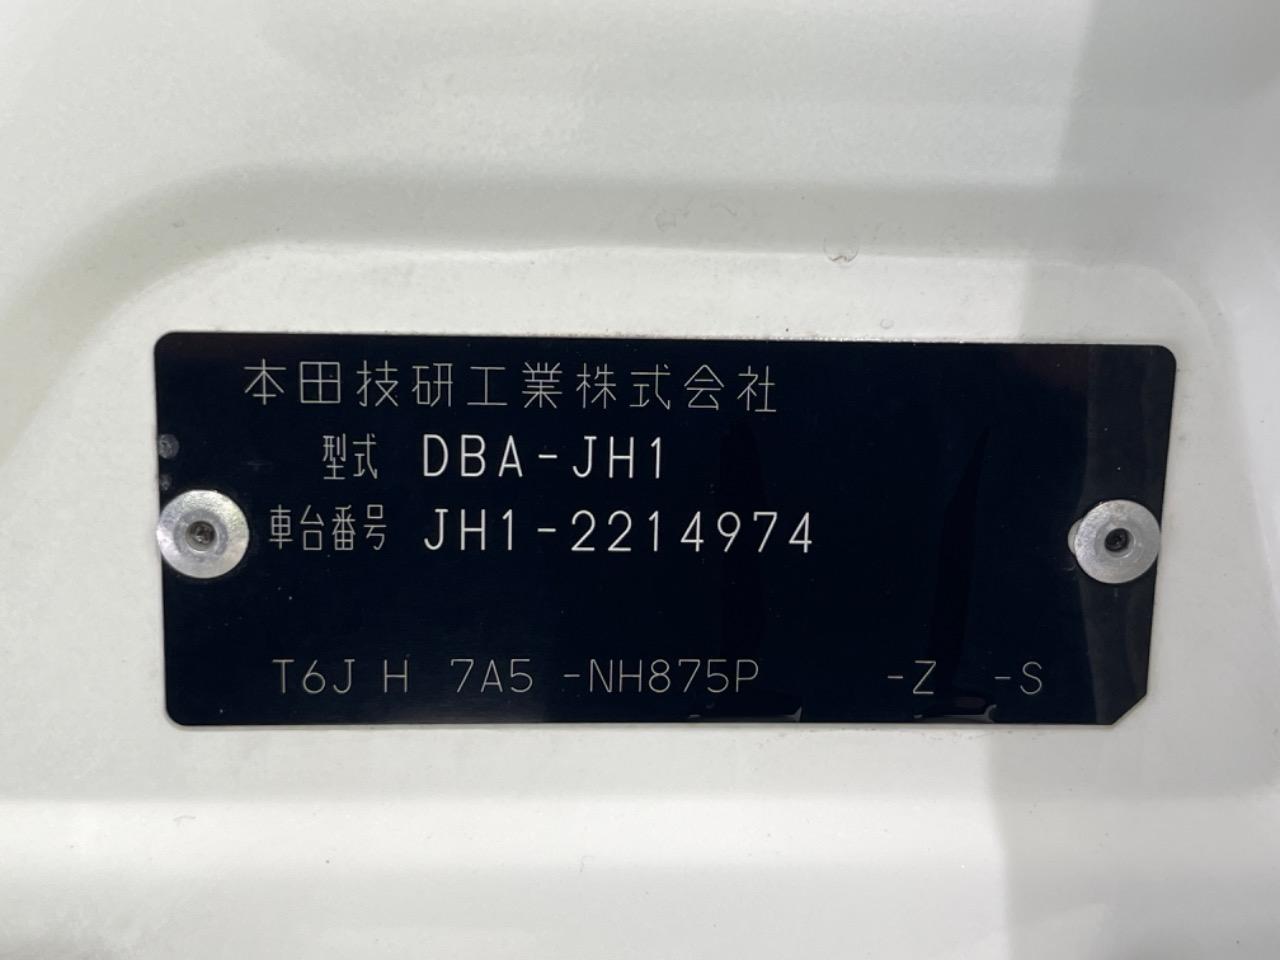 本田技研工業株式会社
型式 DBA-JH1
車台番号 JH1-2214974
T6J H 7A5 -NH875P -Z -S